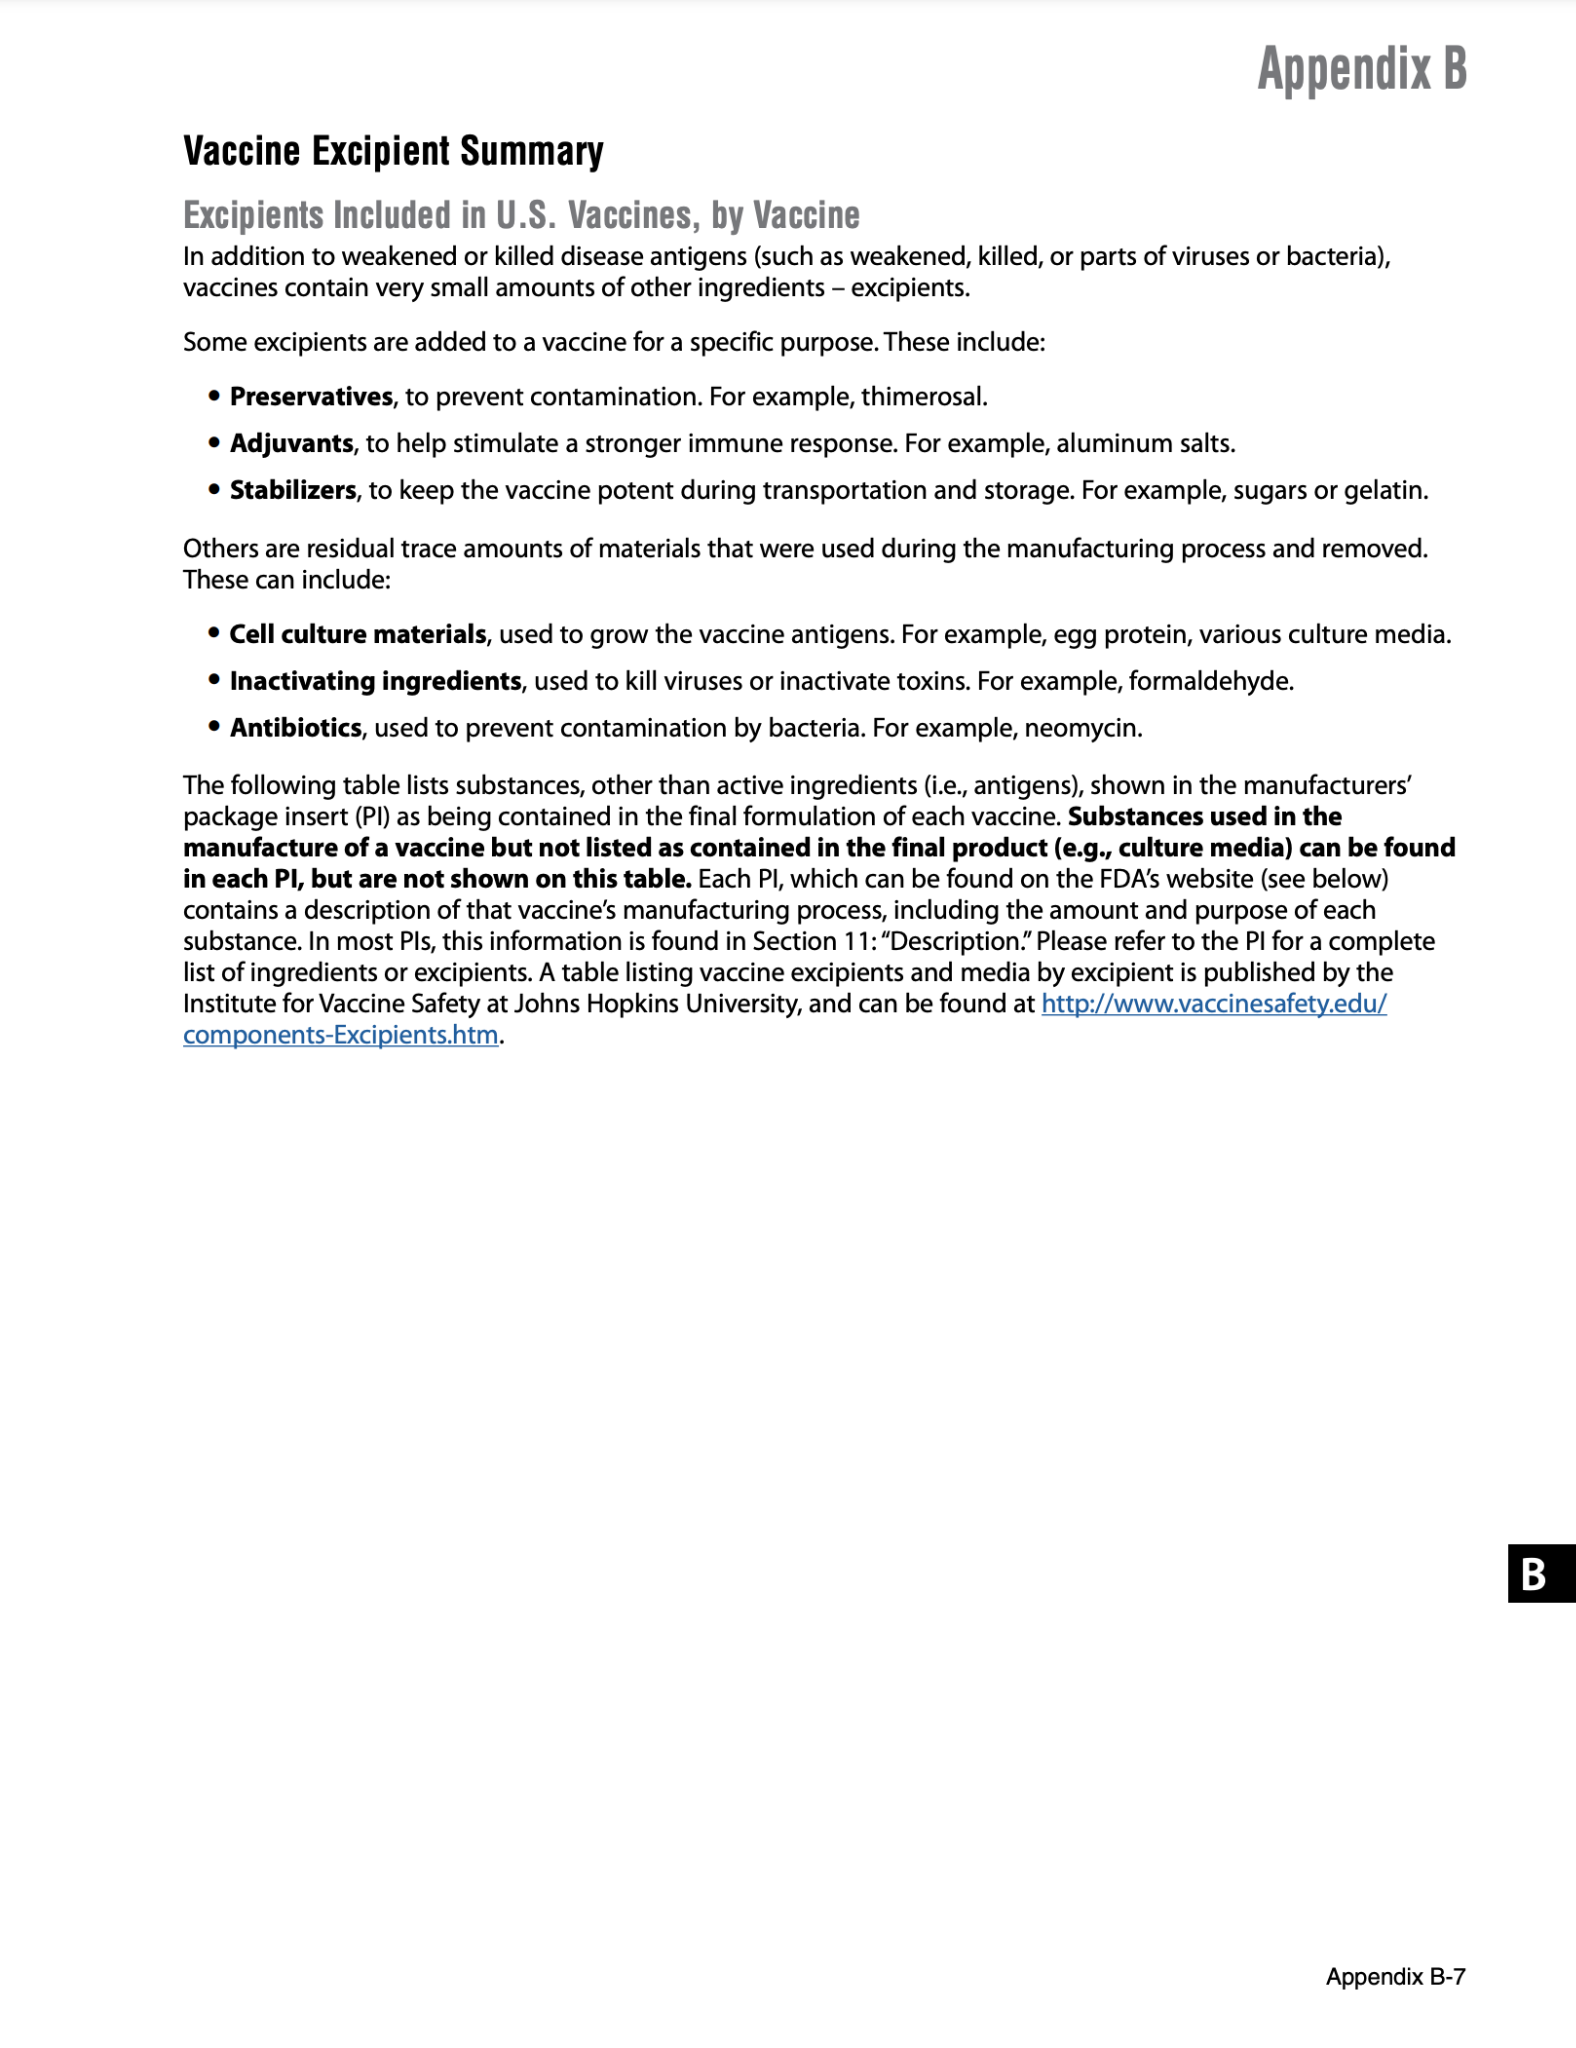 Appendix B
Vaccine Excipient Summary
Excipients Included in U.S. Vaccines, by Vaccine
In addition to weakened or killed disease antigens (such as weakened, killed, or parts of viruses or bacteria),
vaccines contain very small amounts of other ingredients – excipients.
Some excipients are added to a vaccine for a specific purpose. These include:
• Preservatives, to prevent contamination. For example, thimerosal.
• Adjuvants, to help stimulate a stronger immune response. For example, aluminum salts.
• Stabilizers, to keep the vaccine potent during transportation and storage. For example, sugars or gelatin.
Others are residual trace amounts of materials that were used during the manufacturing process and removed.
These can include:
• Cell culture materials, used to grow the vaccine antigens. For example, egg protein, various culture media.
• Inactivating ingredients, used to kill viruses or inactivate toxins. For example, formaldehyde.
• Antibiotics, used to prevent contamination by bacteria. For example, neomycin.
The following table lists substances, other than active ingredients (i.e., antigens), shown in the manufacturers’
package insert (PI) as being contained in the final formulation of each vaccine. Substances used in the
manufacture of a vaccine but not listed as contained in the final product (e.g., culture media) can be found
in each PI, but are not shown on this table. Each PI, which can be found on the FDA’s website (see below)
contains a description of that vaccine’s manufacturing process, including the amount and purpose of each
substance. In most PIs, this information is found in Section 11: “Description.” Please refer to the PI for a complete
list of ingredients or excipients. A table listing vaccine excipients and media by excipient is published by the
Institute for Vaccine Safety at Johns Hopkins University, and can be found at http://www.vaccinesafety.edu/
components-Excipients.htm.
B
Appendix B-7